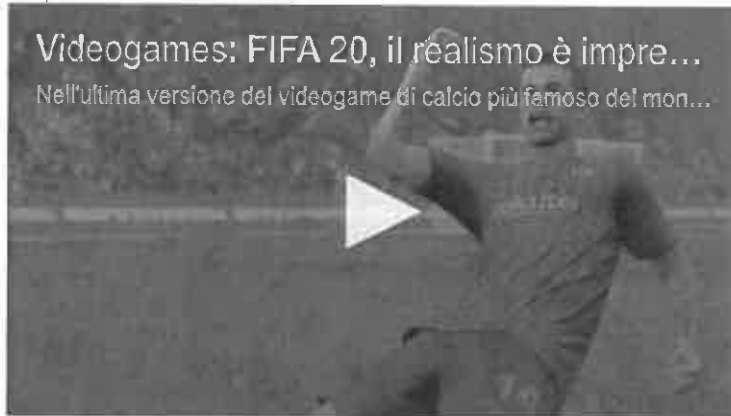 Videogames: FIFA 20, il realismo è impre...
Nell'ultima versione del videogame di calcio più famoso del mon...